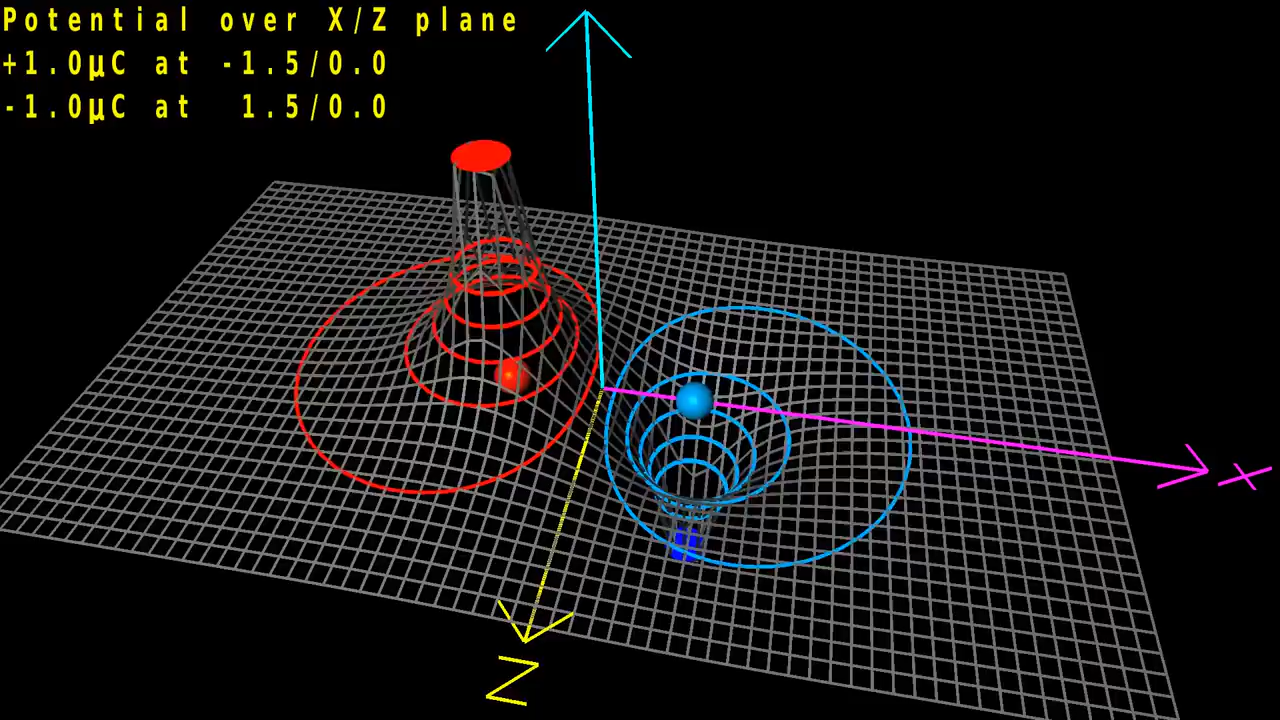 Potential over X/Z plane
+1.0µC at -1.5/0.0
-1.0µC at  1.5/0.0
X
Z